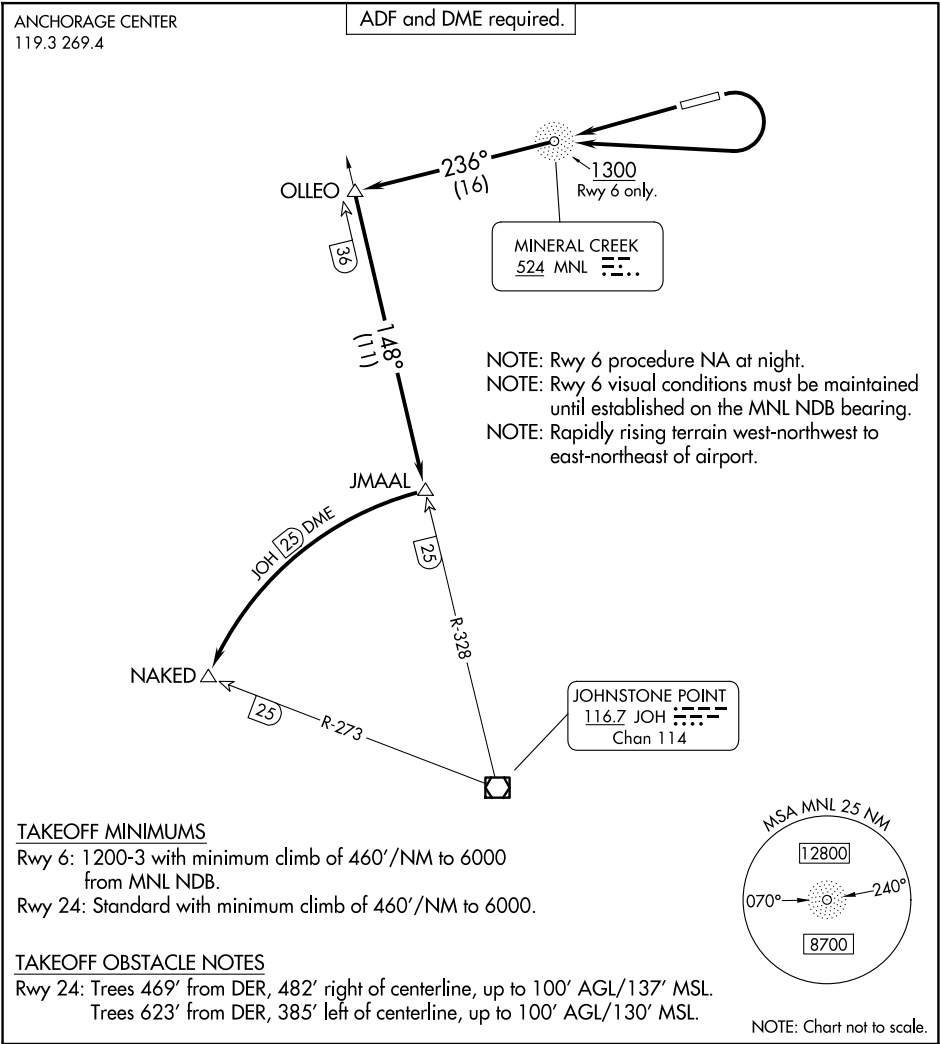 ANCHORAGE CENTER
119.3 269.4
ADF and DME required.
236°
(16)
1300
Rwy 6 only.
OLLEO
36
MINERAL CREEK
524 MNL
148°
(11)
NOTE: Rwy 6 procedure NA at night.
NOTE: Rwy 6 visual conditions must be maintained
until established on the MNL NDB bearing.
NOTE: Rapidly rising terrain west-northwest to
east-northeast of airport.
JMAAL
JOH 25 DME
25
R-328
NAKED
25
R-273
JOHNSTONE POINT
116.7 JOH
Chan 114
TAKEOFF MINIMUMS
Rwy 6: 1200-3 with minimum climb of 460'/NM to 6000
from MNL NDB.
Rwy 24: Standard with minimum climb of 460'/NM to 6000.
TAKEOFF OBSTACLE NOTES
Rwy 24: Trees 469' from DER, 482' right of centerline, up to 100' AGL/137' MSL.
Trees 623' from DER, 385' left of centerline, up to 100' AGL/130' MSL.
MSA MNL 25 NM
12800
070°
240°
8700
NOTE: Chart not to scale.